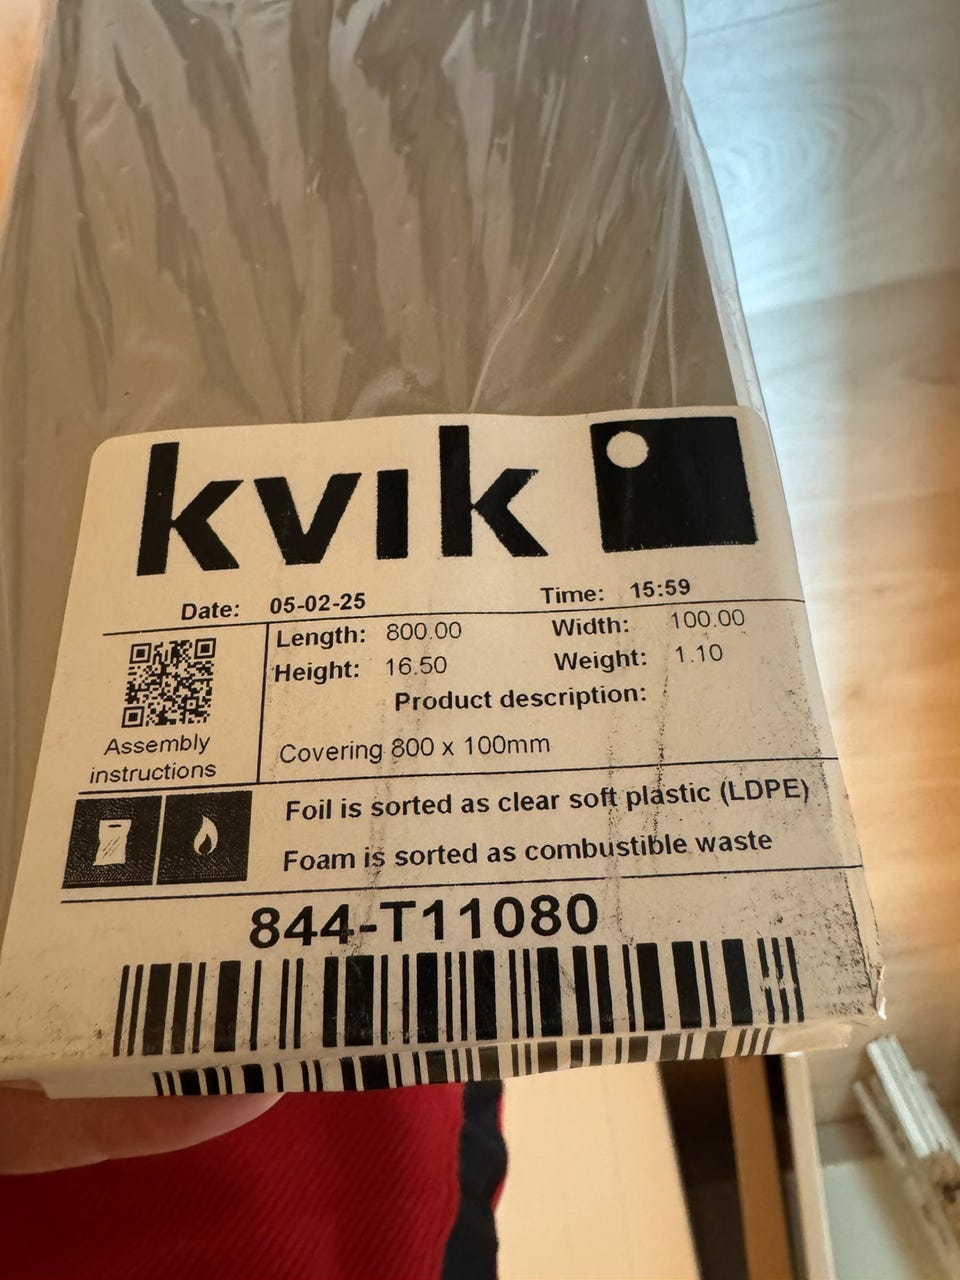 kvik
Date: 05-02-25 Time: 15:59
Length: 800.00 Width: 100.00
Height: 16.50 Weight: 1.10
Product description:
Assembly
instructions
Covering 800 x 100mm
Foil is sorted as clear soft plastic (LDPE)
Foam is sorted as combustible waste
844-T11080